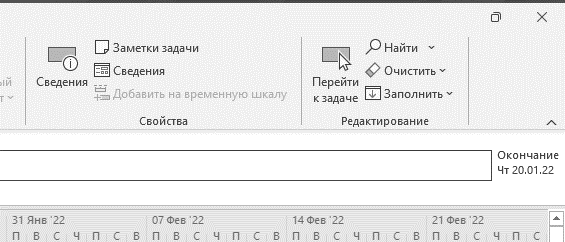 ый
т
Сведения
Заметки задачи
Сведения
Добавить на временную шкалу
Свойства
Перейти
к задаче
Найти
Очистить
Заполнить
Редактирование
Окончание
Чт 20.01.22
31 Янв '22 07 Фев '22 14 Фев '22 21 Фев '22
П В С Ч П С В П В С Ч П С В П В С Ч П С В П В С Ч П С